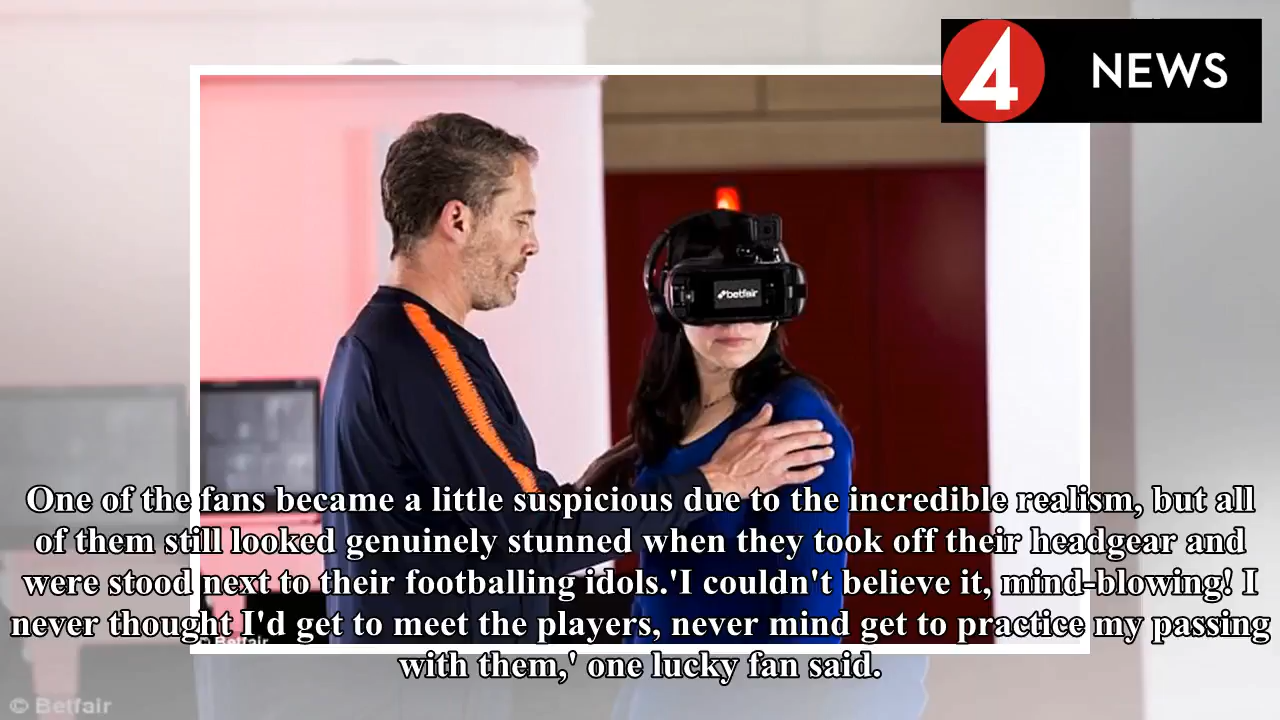 4 NEWS
betfair
One of the fans became a little suspicious due to the incredible realism, but all
of them still looked genuinely stunned when they took off their headgear and
were stood next to their footballing idols.'I couldn't believe it, mind-blowing! I
never thought I'd get to meet the players, never mind get to practice my passing
with them,' one lucky fan said.
© Betfair
© Betfair